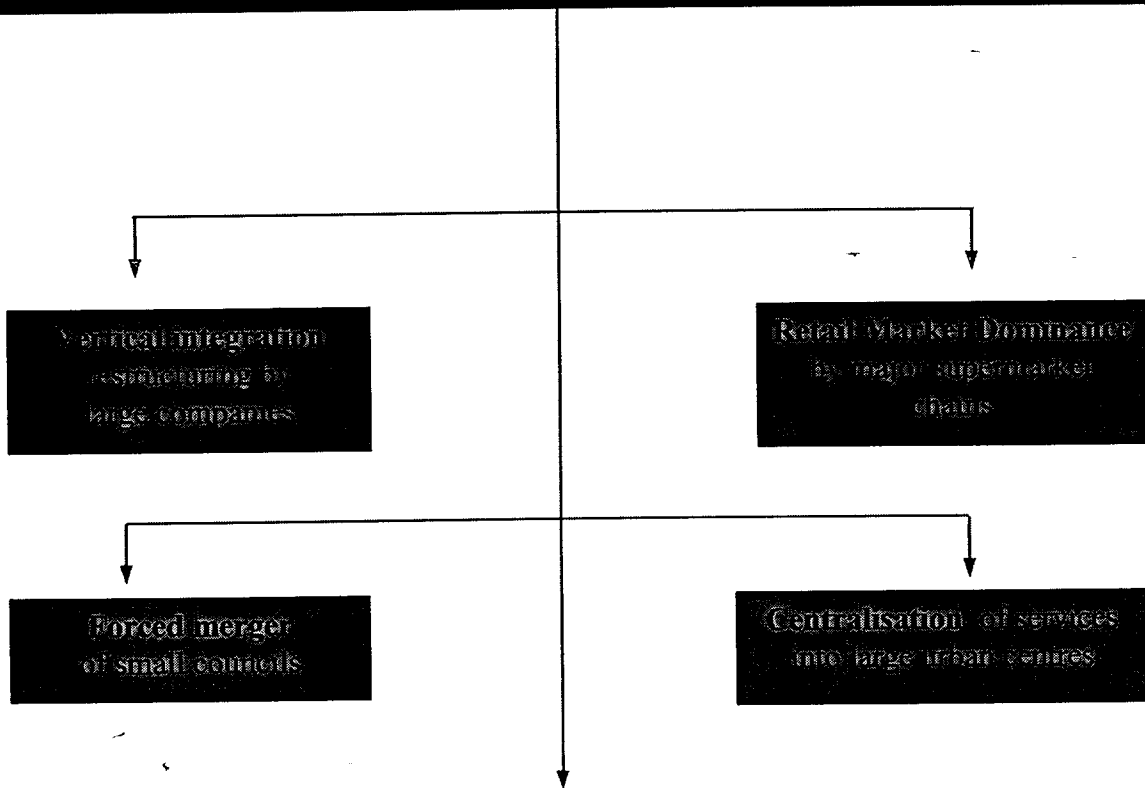 Vertical integration
restructuring by
large companies
Retail Market Dominance
by major supermarket
chains
Forced merger
of small councils
Centralisation of services
into large urban centres